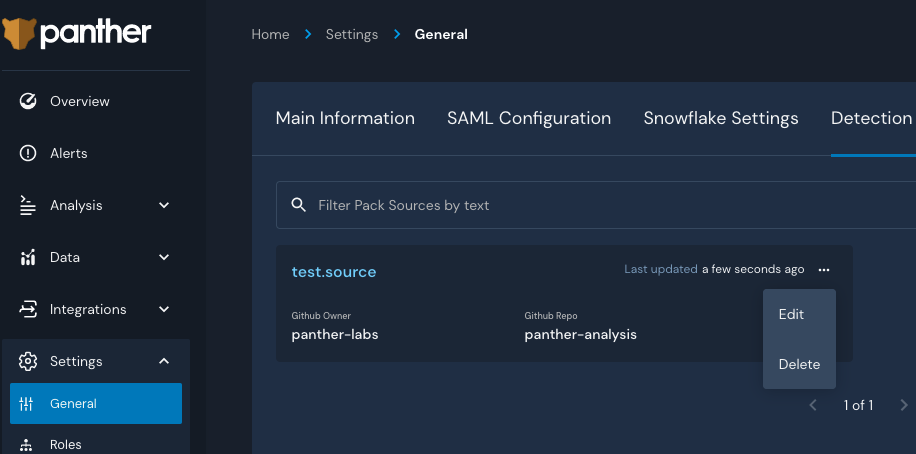 panther
Home > Settings > General
Overview
Alerts
Analysis
Data
Integrations
Settings
General
Roles
Main Information SAML Configuration Snowflake Settings Detection
Filter Pack Sources by text
test.source
Last updated a few seconds ago ...
Github Owner
panther-labs
Github Repo
panther-analysis
Edit
Delete
1 of 1